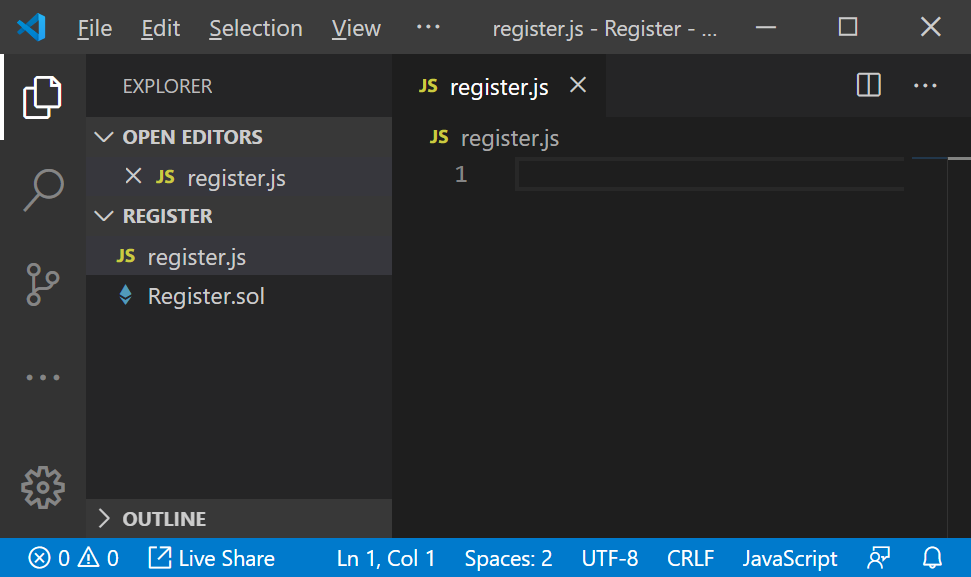 File Edit Selection View ··· register.js - Register - ...
EXPLORER
JS register.js
OPEN EDITORS
JS register.js
JS register.js
1
REGISTER
JS register.js
Register.sol
OUTLINE
0 0 Live Share Ln 1, Col 1 Spaces: 2 UTF-8 CRLF JavaScript